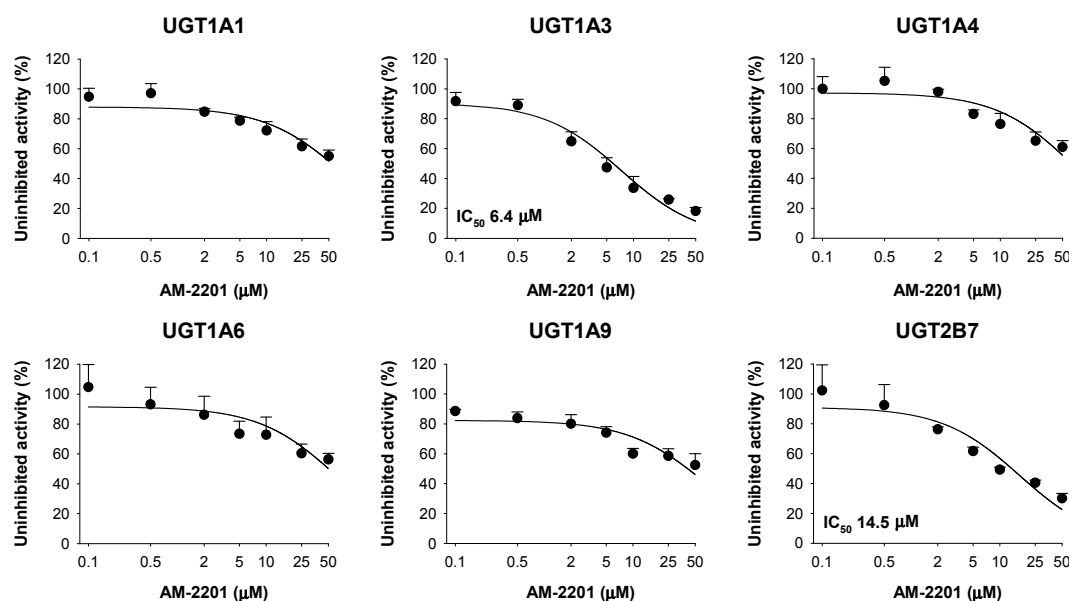 UGT1A1
Uninhibited activity (%)
120
100
80
60
40
20
0
0.1 0.5 2 5 10 25 50
AM-2201 (μM)
UGT1A3
Uninhibited activity (%)
120
100
80
60
40
20
0
IC50 6.4 μM
0.1 0.5 2 5 10 25 50
AM-2201 (μM)
UGT1A4
Uninhibited activity (%)
120
100
80
60
40
20
0
0.1 0.5 2 5 10 25 50
AM-2201 (μM)
UGT1A6
Uninhibited activity (%)
120
100
80
60
40
20
0
0.1 0.5 2 5 10 25 50
AM-2201 (μM)
UGT1A9
Uninhibited activity (%)
120
100
80
60
40
20
0
0.1 0.5 2 5 10 25 50
AM-2201 (μM)
UGT2B7
Uninhibited activity (%)
120
100
80
60
40
20
0
IC50 14.5 μM
0.1 0.5 2 5 10 25 50
AM-2201 (μM)